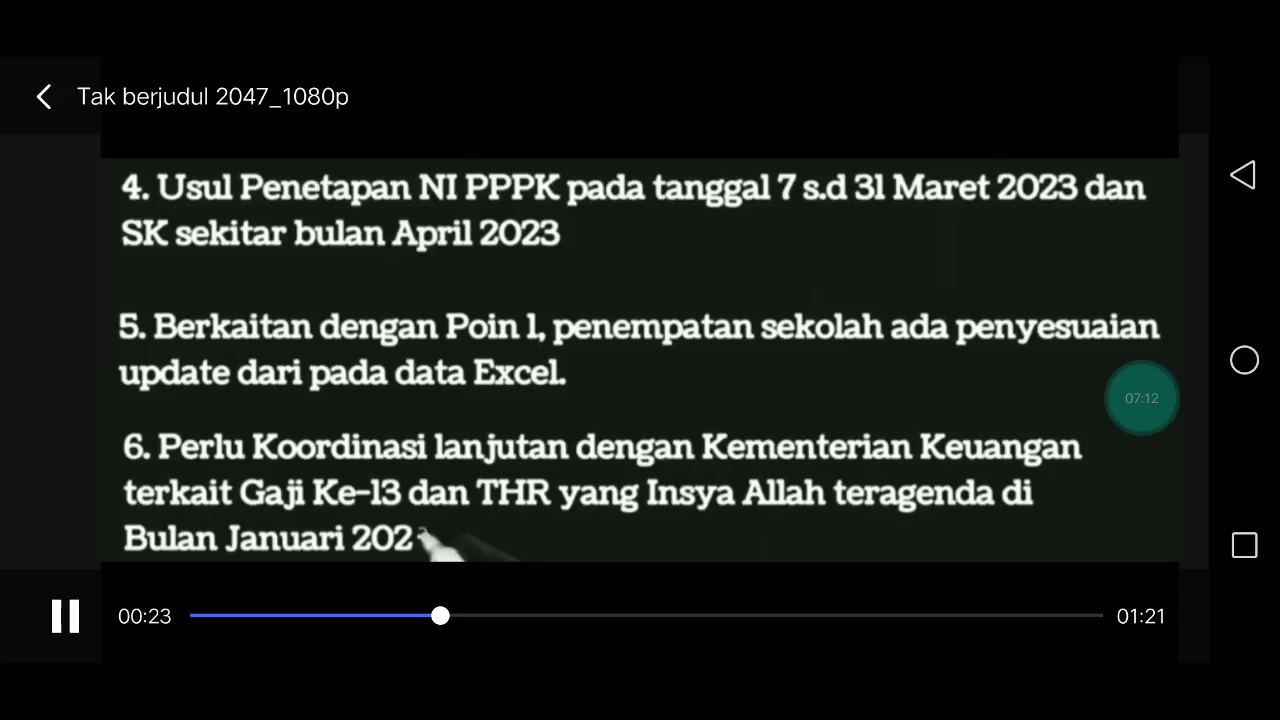 Tak berjudul 2047_1080p
4. Usul Penetapan NI PPPK pada tanggal 7 s.d 31 Maret 2023 dan
SK sekitar bulan April 2023
5. Berkaitan dengan Poin 1, penempatan sekolah ada penyesuaian
update dari pada data Excel.
07:12
6. Perlu Koordinasi lanjutan dengan Kementerian Keuangan
terkait Gaji Ke-13 dan THR yang Insya Allah teragenda di
Bulan Januari 202
00:23
01:21